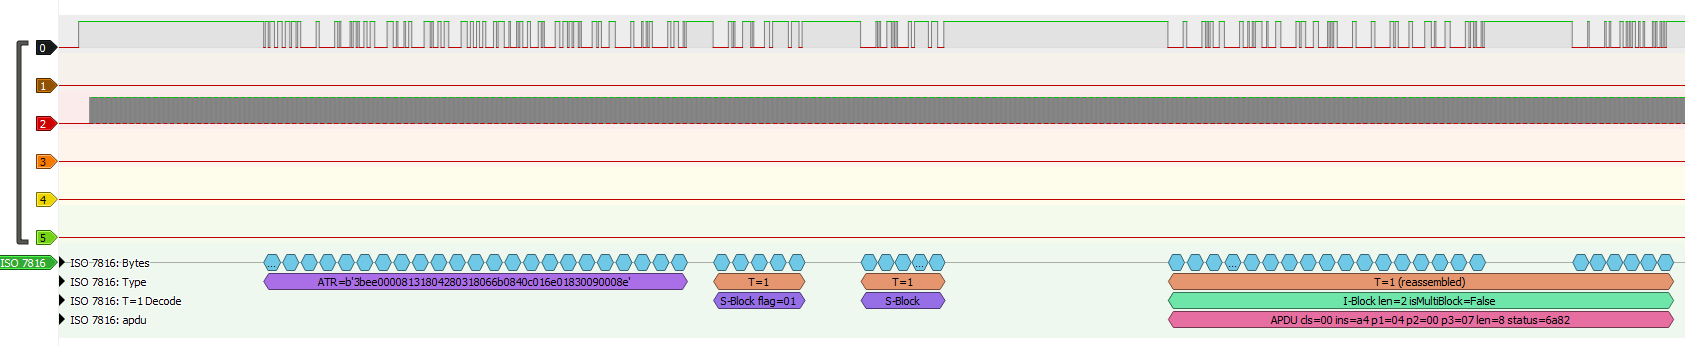 0
1
2
3
4
5
ISO 7816 ISO 7816: Bytes ... ... ...
ISO 7816: Type ATR=b'3bee00008131804280318066b0840c016e01830090008e' T=1 T=1 T=1 (reassembled)
ISO 7816: T=1 Decode S-Block flag=01 S-Block I-Block len=2 isMultiBlock=False
ISO 7816: apdu APDU cls=00 ins=a4 p1=04 p2=00 p3=07 len=8 status=6a82